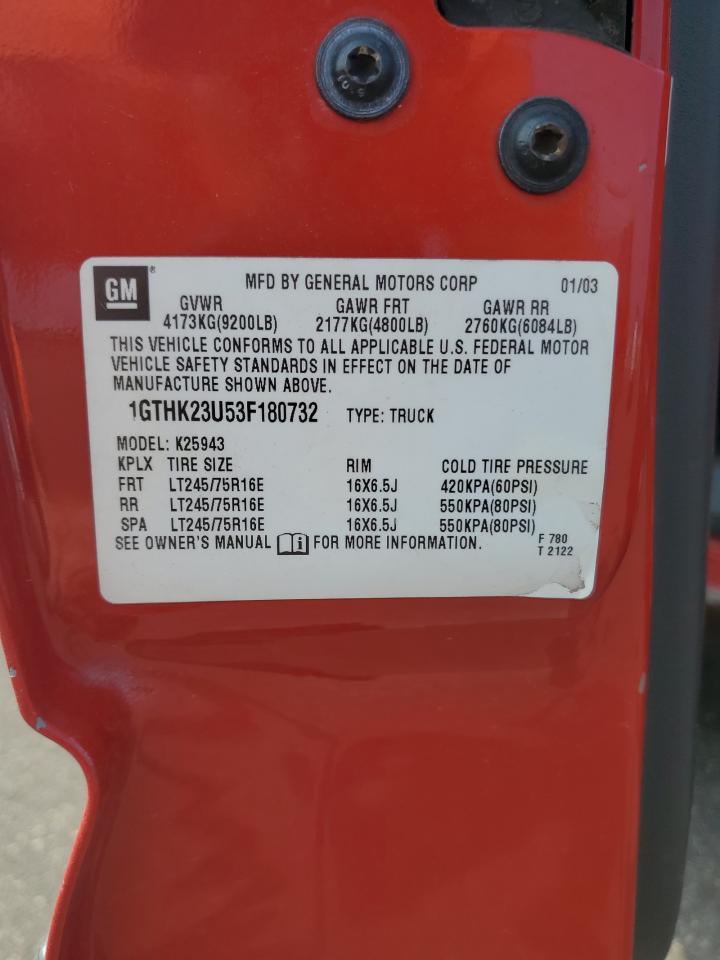 GM® MFD BY GENERAL MOTORS CORP 01/03
GVWR GAWR FRT GAWR RR
4173KG(9200LB) 2177KG(4800LB) 2760KG(6084LB)
THIS VEHICLE CONFORMS TO ALL APPLICABLE U.S. FEDERAL MOTOR
VEHICLE SAFETY STANDARDS IN EFFECT ON THE DATE OF
MANUFACTURE SHOWN ABOVE.
1GTHK23U53F180732 TYPE: TRUCK
MODEL: K25943
KPLX TIRE SIZE RIM COLD TIRE PRESSURE
FRT LT245/75R16E 16X6.5J 420KPA(60PSI)
RR LT245/75R16E 16X6.5J 550KPA(80PSI)
SPA LT245/75R16E 16X6.5J 550KPA(80PSI)
SEE OWNER'S MANUAL FOR MORE INFORMATION.
F 780
T 2122